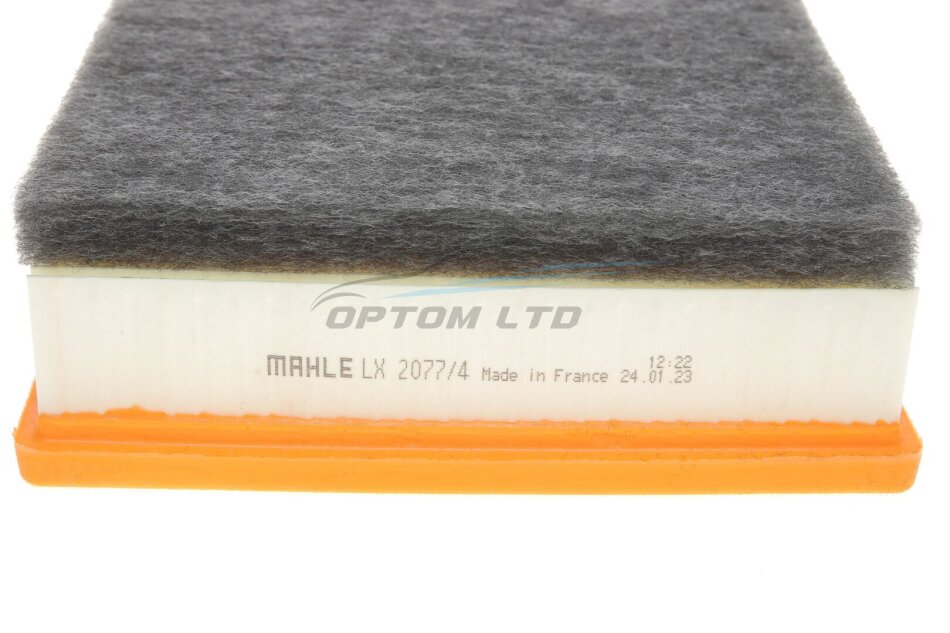 OPTOM LTD
12:22
MAHLE LX 2077/4 Made in France 24.01.23